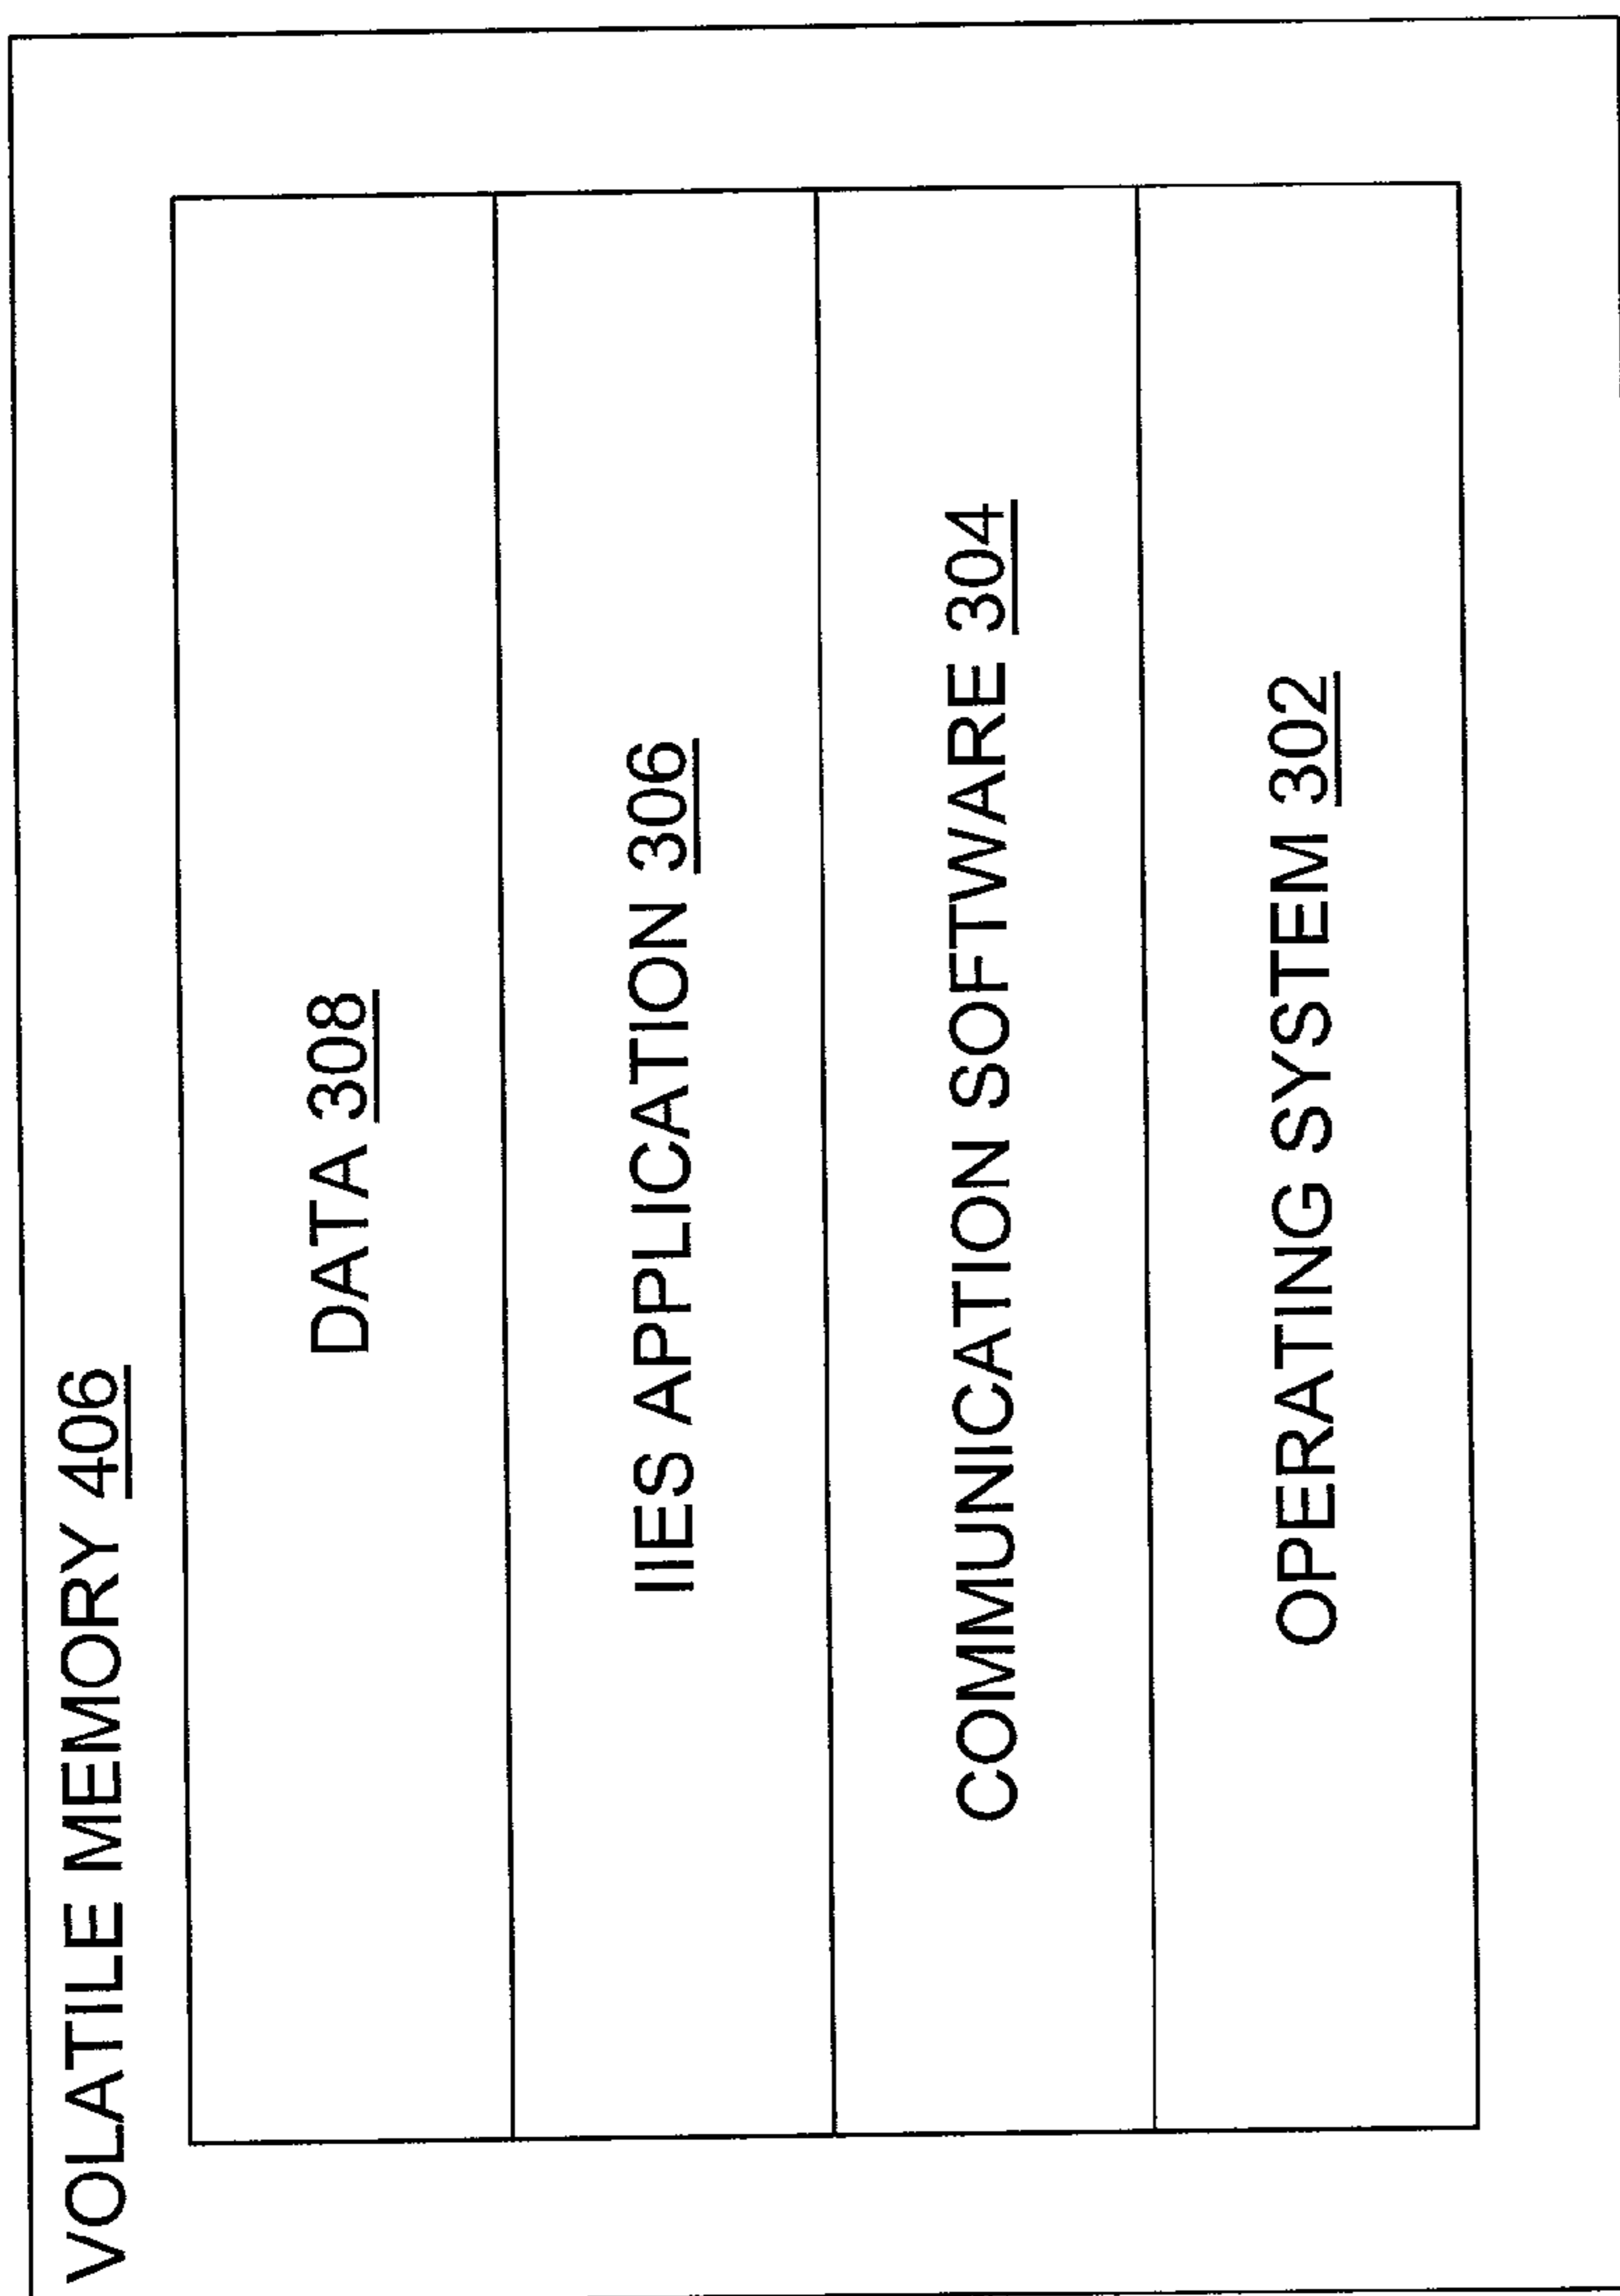 VOLATILE MEMORY 406
DATA 308
IIES APPLICATION 306
COMMUNICATION SOFTWARE 304
OPERATING SYSTEM 302